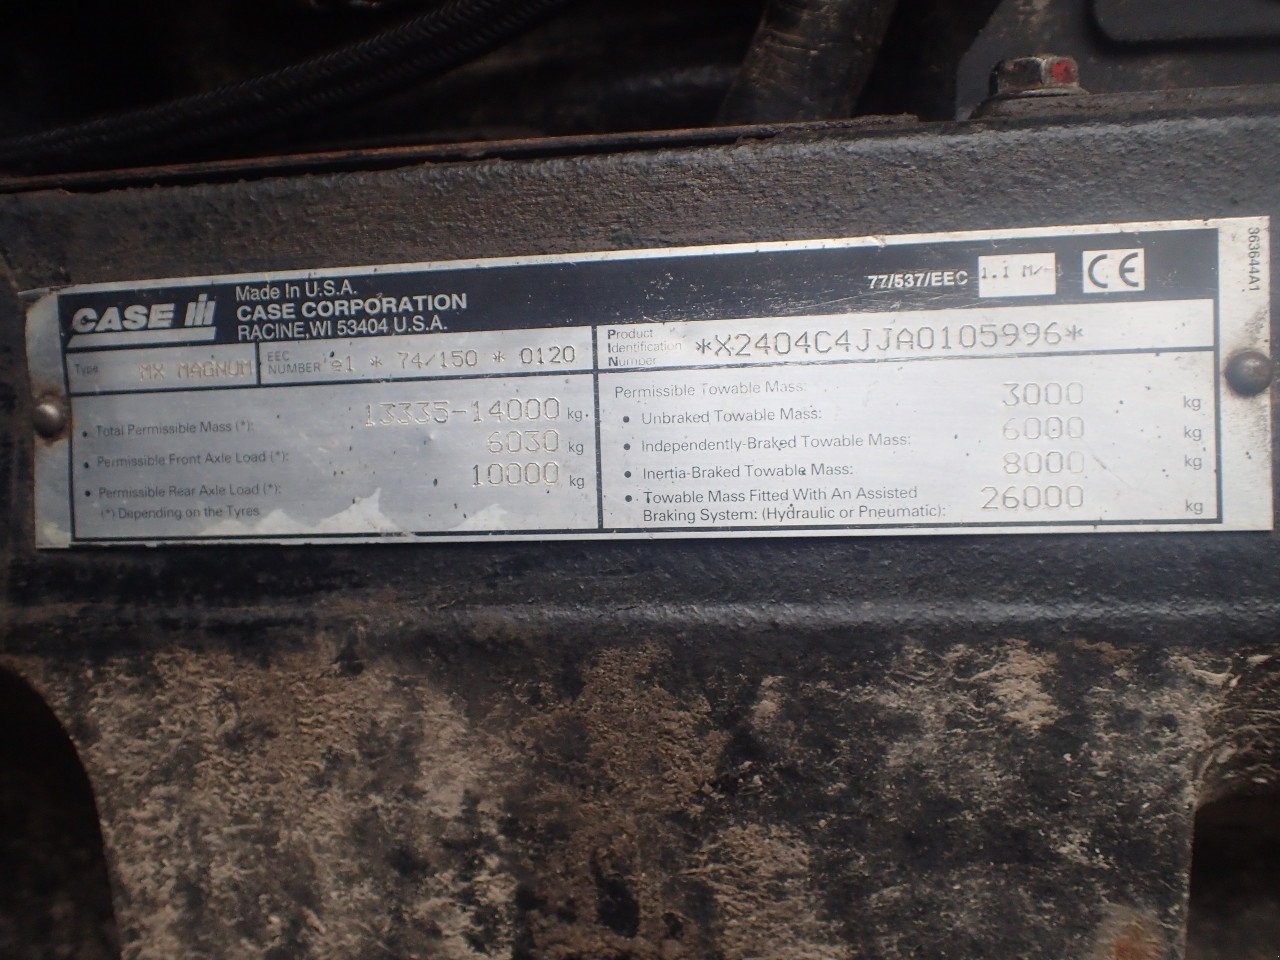 CASE IH
Made In U.S.A.
CASE CORPORATION
RACINE, WI 53404 U.S.A.
77/537/EEC 1.1 M/-1 CE
363644A1
Type MX MAGNUM
EEC NUMBER e1 * 74/150 * 0120
Product Identification Number *X2404C4JJA0105996*
• Total Permissible Mass (*): 13335-14000 kg.
• Permissible Front Axle Load (*): 6030 kg
• Permissible Rear Axle Load (*): 10000 kg
(*) Depending on the Tyres
Permissible Towable Mass: 3000 kg
• Unbraked Towable Mass: 6000 kg
• Independently-Braked Towable Mass: 8000 kg
• Inertia-Braked Towable Mass:
• Towable Mass Fitted With An Assisted 26000 kg
Braking System: (Hydraulic or Pneumatic):